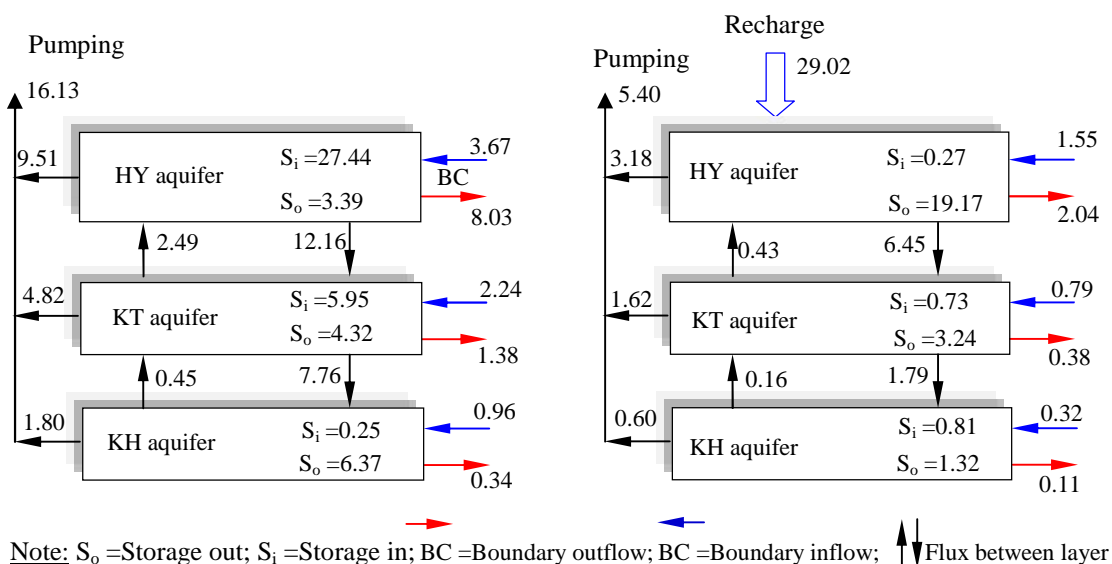 Pumping
16.13
9.51
HY aquifer
Si =27.44
So =3.39
3.67
BC
8.03
2.49
12.16
4.82
KT aquifer
Si =5.95
So =4.32
2.24
1.38
0.45
7.76
1.80
KH aquifer
Si =0.25
So =6.37
0.96
0.34
Recharge
29.02
Pumping
5.40
3.18
HY aquifer
Si =0.27
So =19.17
1.55
2.04
0.43
6.45
1.62
KT aquifer
Si =0.73
So =3.24
0.79
0.38
0.16
1.79
0.60
KH aquifer
Si =0.81
So =1.32
0.32
0.11
Note: So =Storage out; Si =Storage in; BC =Boundary outflow; BC =Boundary inflow; Flux between layer